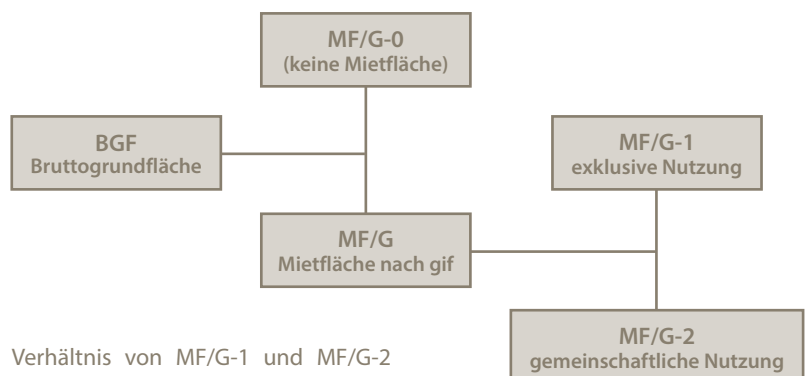 MF/G-0
(keine Mietfläche)
BGF
Bruttogrundfläche
MF/G-1
exklusive Nutzung
MF/G
Mietfläche nach gif
MF/G-2
gemeinschaftliche Nutzung
Verhältnis von MF/G-1 und MF/G-2